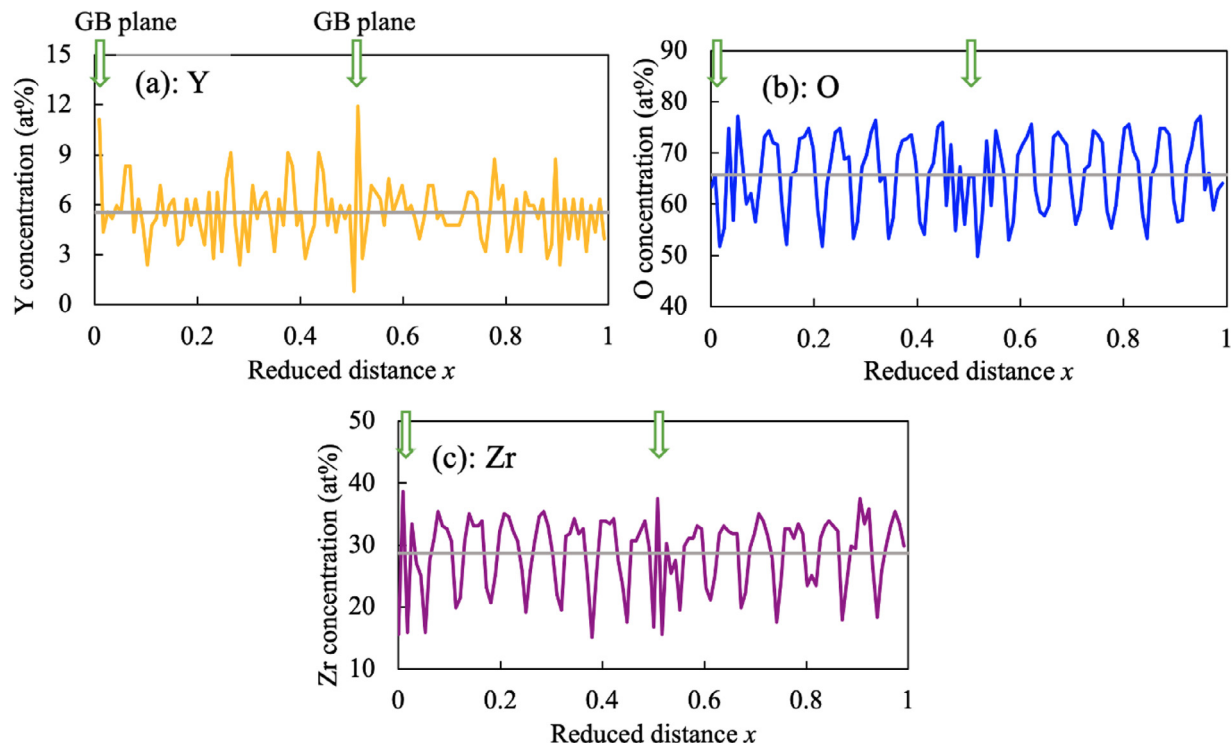 GB plane GB plane
15
12
9
6
3
0
Y concentration (at%)
(a): Y
0 0.2 0.4 0.6 0.8 1
Reduced distance x
90
80
70
60
50
40
O concentration (at%)
(b): O
0 0.2 0.4 0.6 0.8 1
Reduced distance x
50
40
30
20
10
Zr concentration (at%)
(c): Zr
0 0.2 0.4 0.6 0.8 1
Reduced distance x